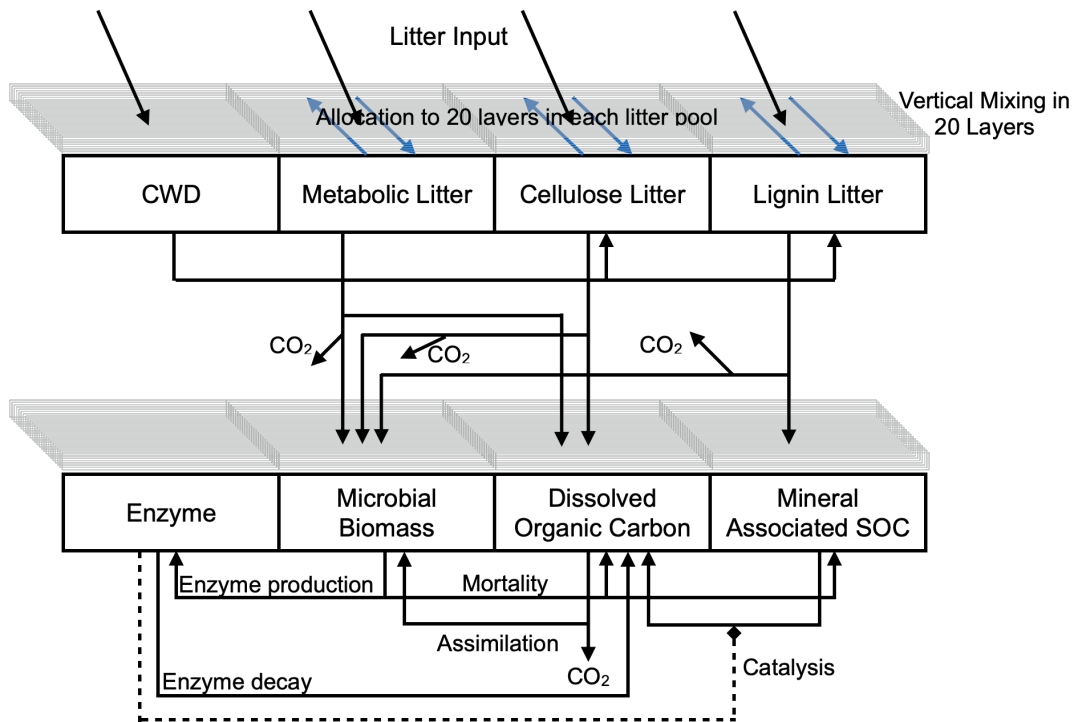 Litter Input
Allocation to 20 layers in each litter pool
Vertical Mixing in
20 Layers
CWD
Metabolic Litter
Cellulose Litter
Lignin Litter
CO₂
CO₂
CO₂
Enzyme
Microbial
Biomass
Dissolved
Organic Carbon
Mineral
Associated SOC
Enzyme production
Mortality
Assimilation
CO₂
Catalysis
Enzyme decay